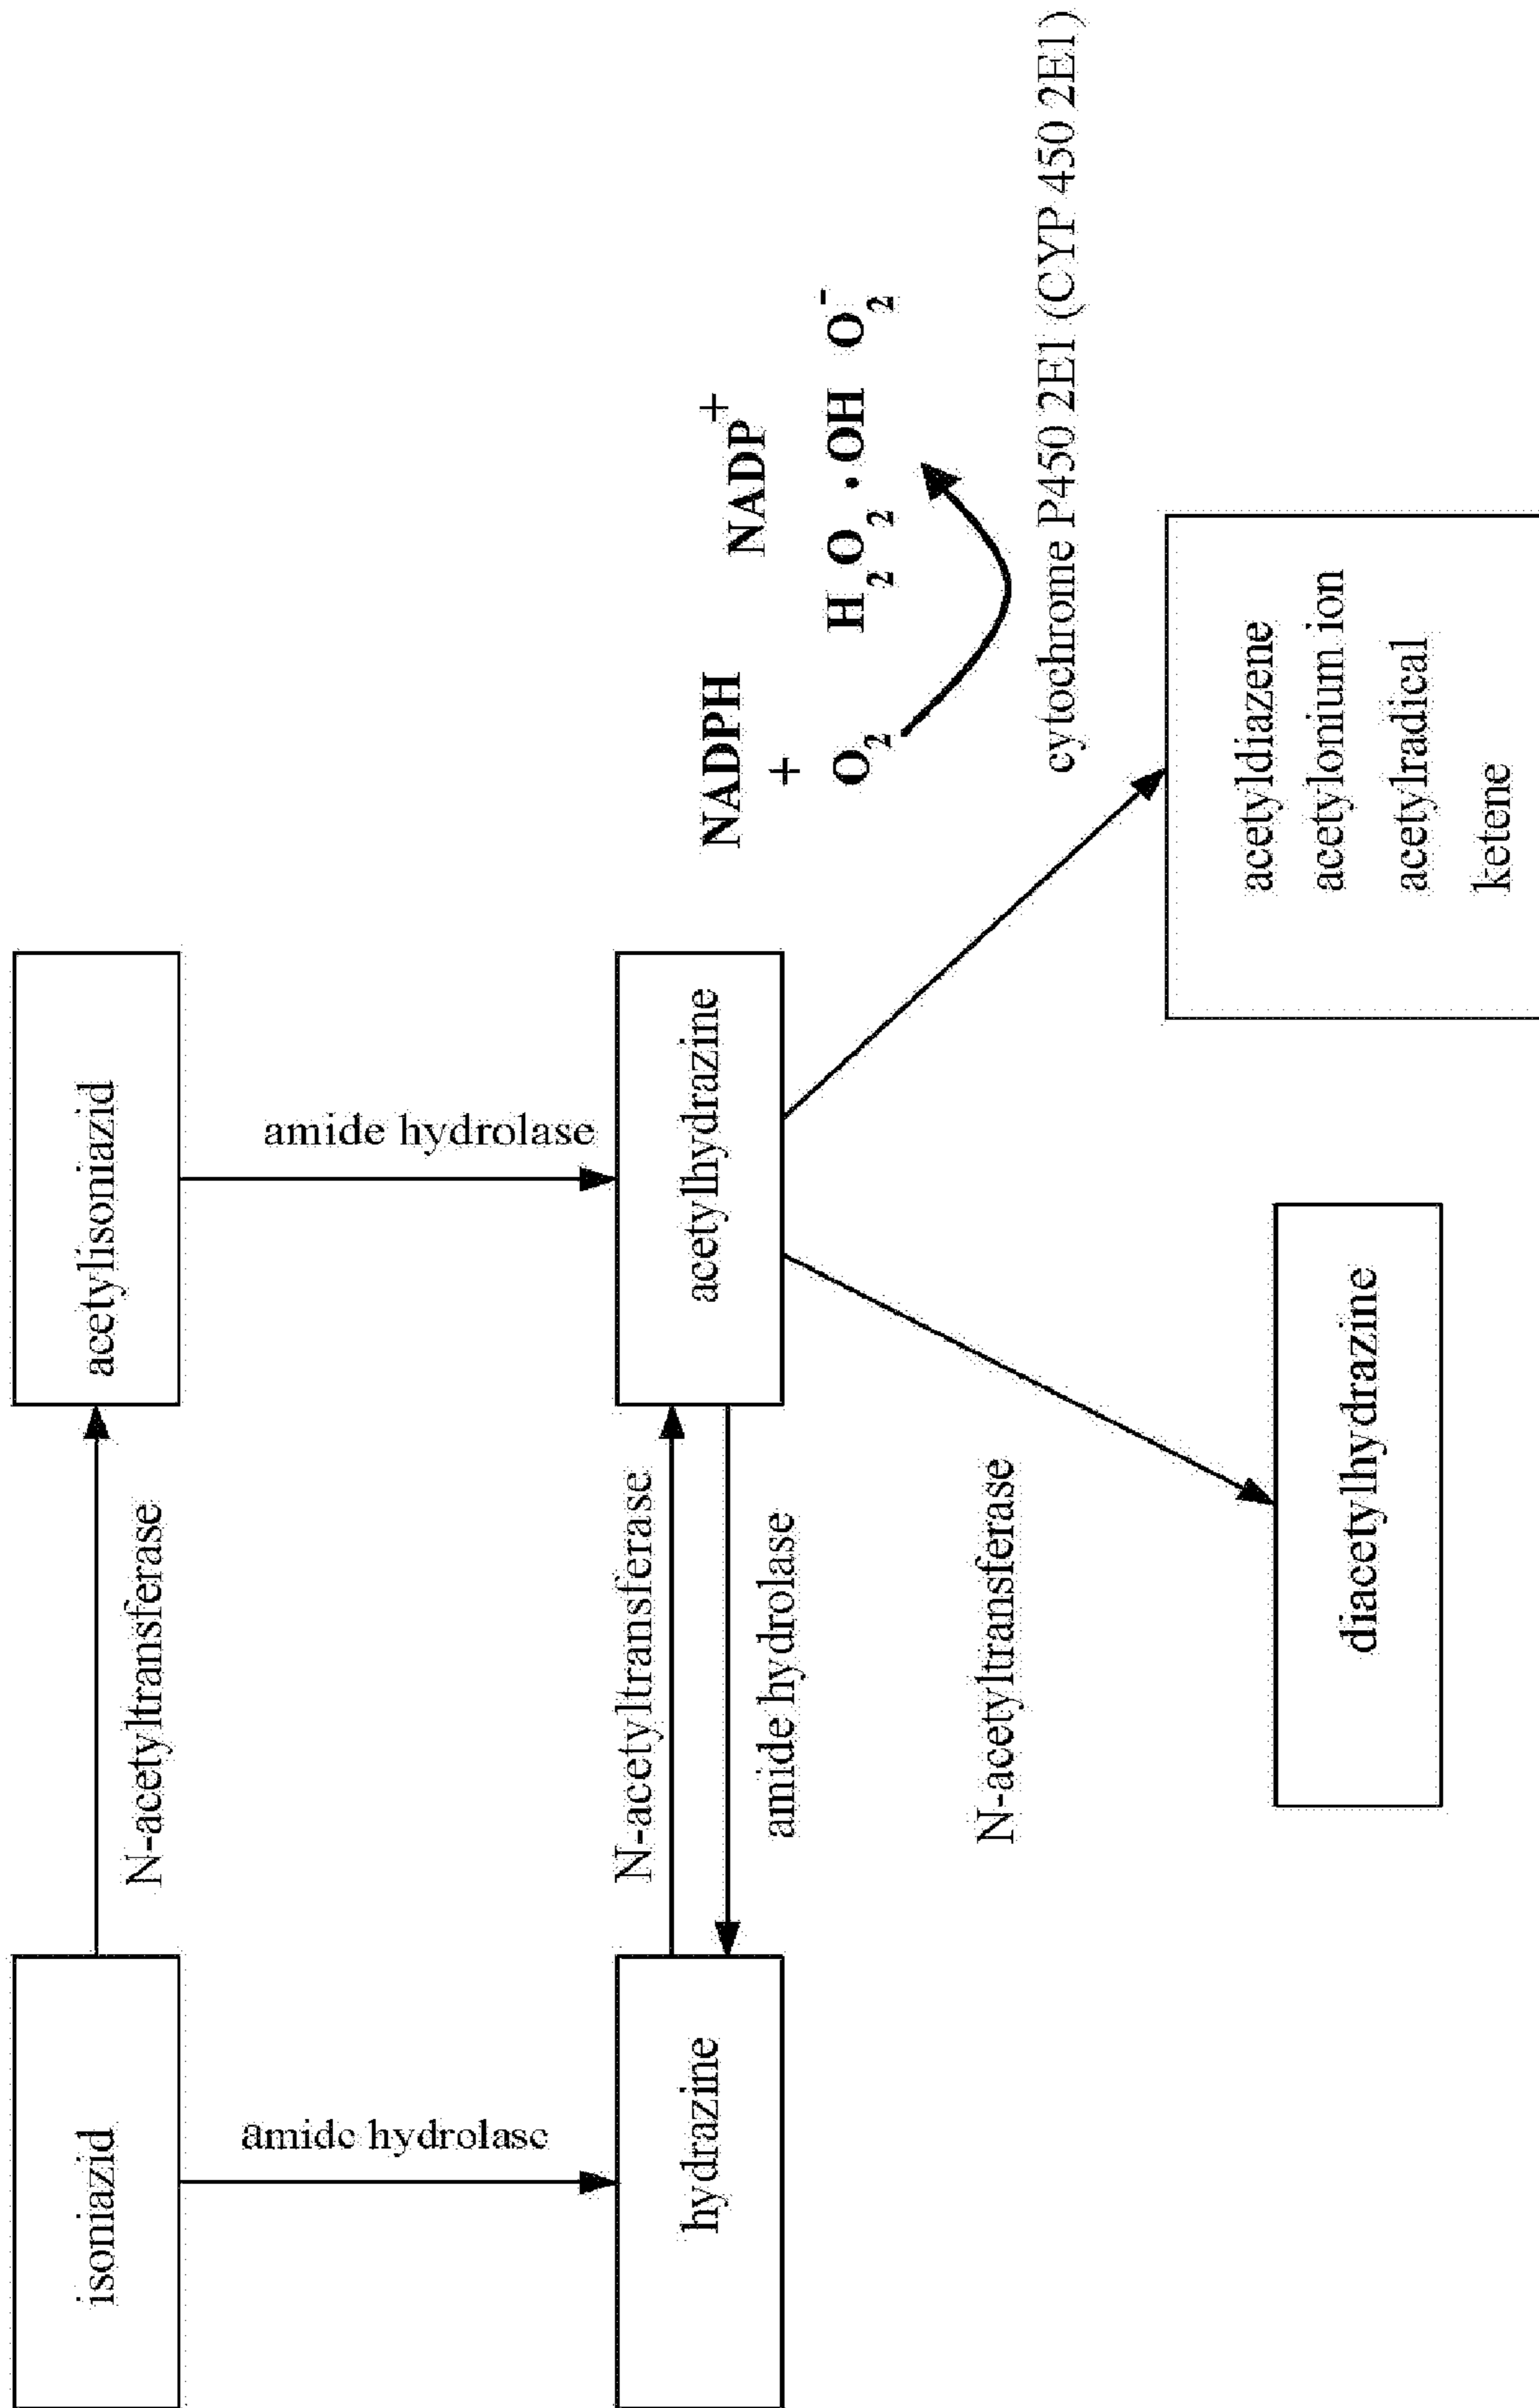 isoniazid
N-acetyltransferase
acetylisoniazid
amide hydrolase
amide hydrolase
hydrazine
N-acetyltransferase
amide hydrolase
acetylhydrazine
NADPH
+
O2
NADP+
H2O2 · OH O2-
N-acetyltransferase
cytochrome P450 2E1 (CYP 450 2E1)
diacetylhydrazine
acetyldiazene
acetylonium ion
acetylradical
ketene